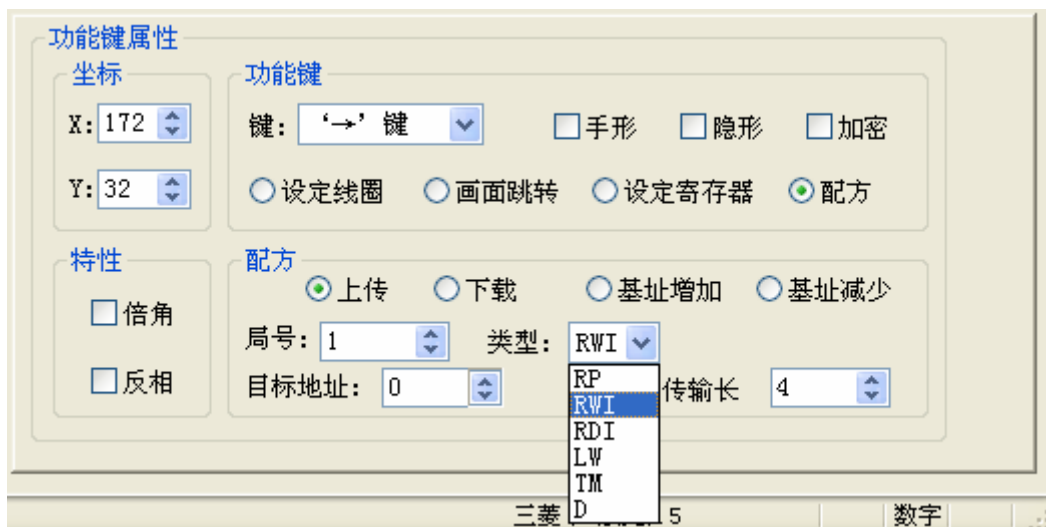 功能键属性
坐标
功能键
X: 172
键: ‘→’键
手形
隐形
加密
Y: 32
设定线圈
画面跳转
设定寄存器
配方
特性
配方
倍角
上传
下载
基址增加
基址减少
局号: 1
类型: RWI
反相
目标地址: 0
传输长
4
RP
RWI
RDI
LW
TM
D
三菱
5
数字